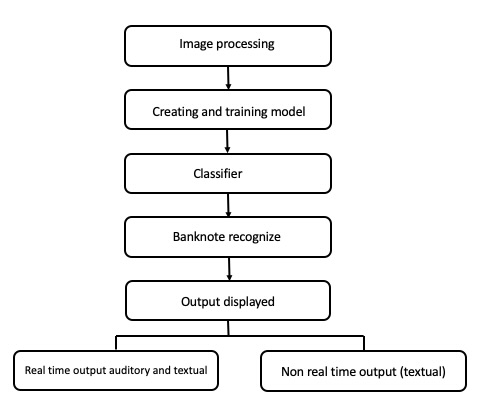 Image processing
Creating and training model
Classifier
Banknote recognize
Output displayed
Real time output auditory and textual
Non real time output (textual)